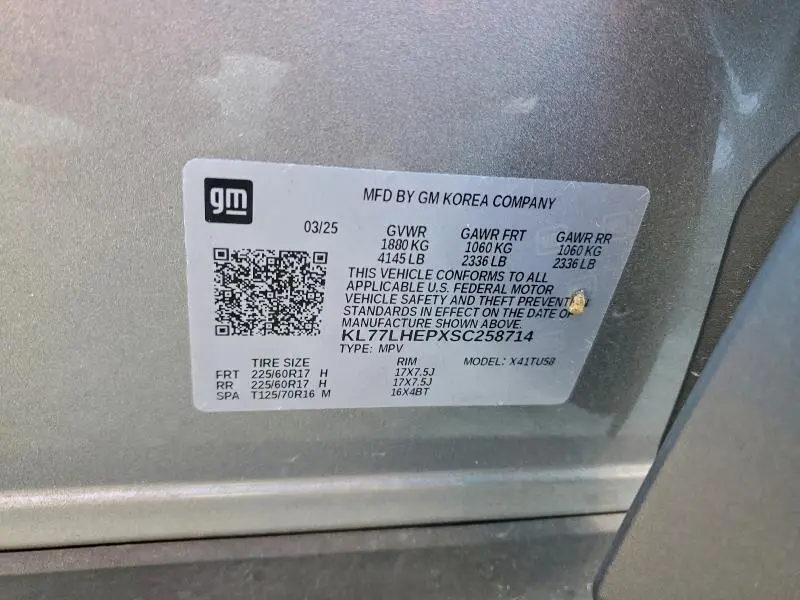 gm
MFD BY GM KOREA COMPANY
03/25 GVWR GAWR FRT GAWR RR
1880 KG 1060 KG 1060 KG
4145 LB 2336 LB 2336 LB
THIS VEHICLE CONFORMS TO ALL
APPLICABLE U.S. FEDERAL MOTOR
VEHICLE SAFETY AND THEFT PREVENTION
STANDARDS IN EFFECT ON THE DATE OF
MANUFACTURE SHOWN ABOVE.
KL77LHEPXSC258714
TYPE: MPV MODEL: X41TU58
TIRE SIZE RIM
FRT 225/60R17 H 17X7.5J
RR 225/60R17 H 17X7.5J
SPA T125/70R16 M 16X4BT